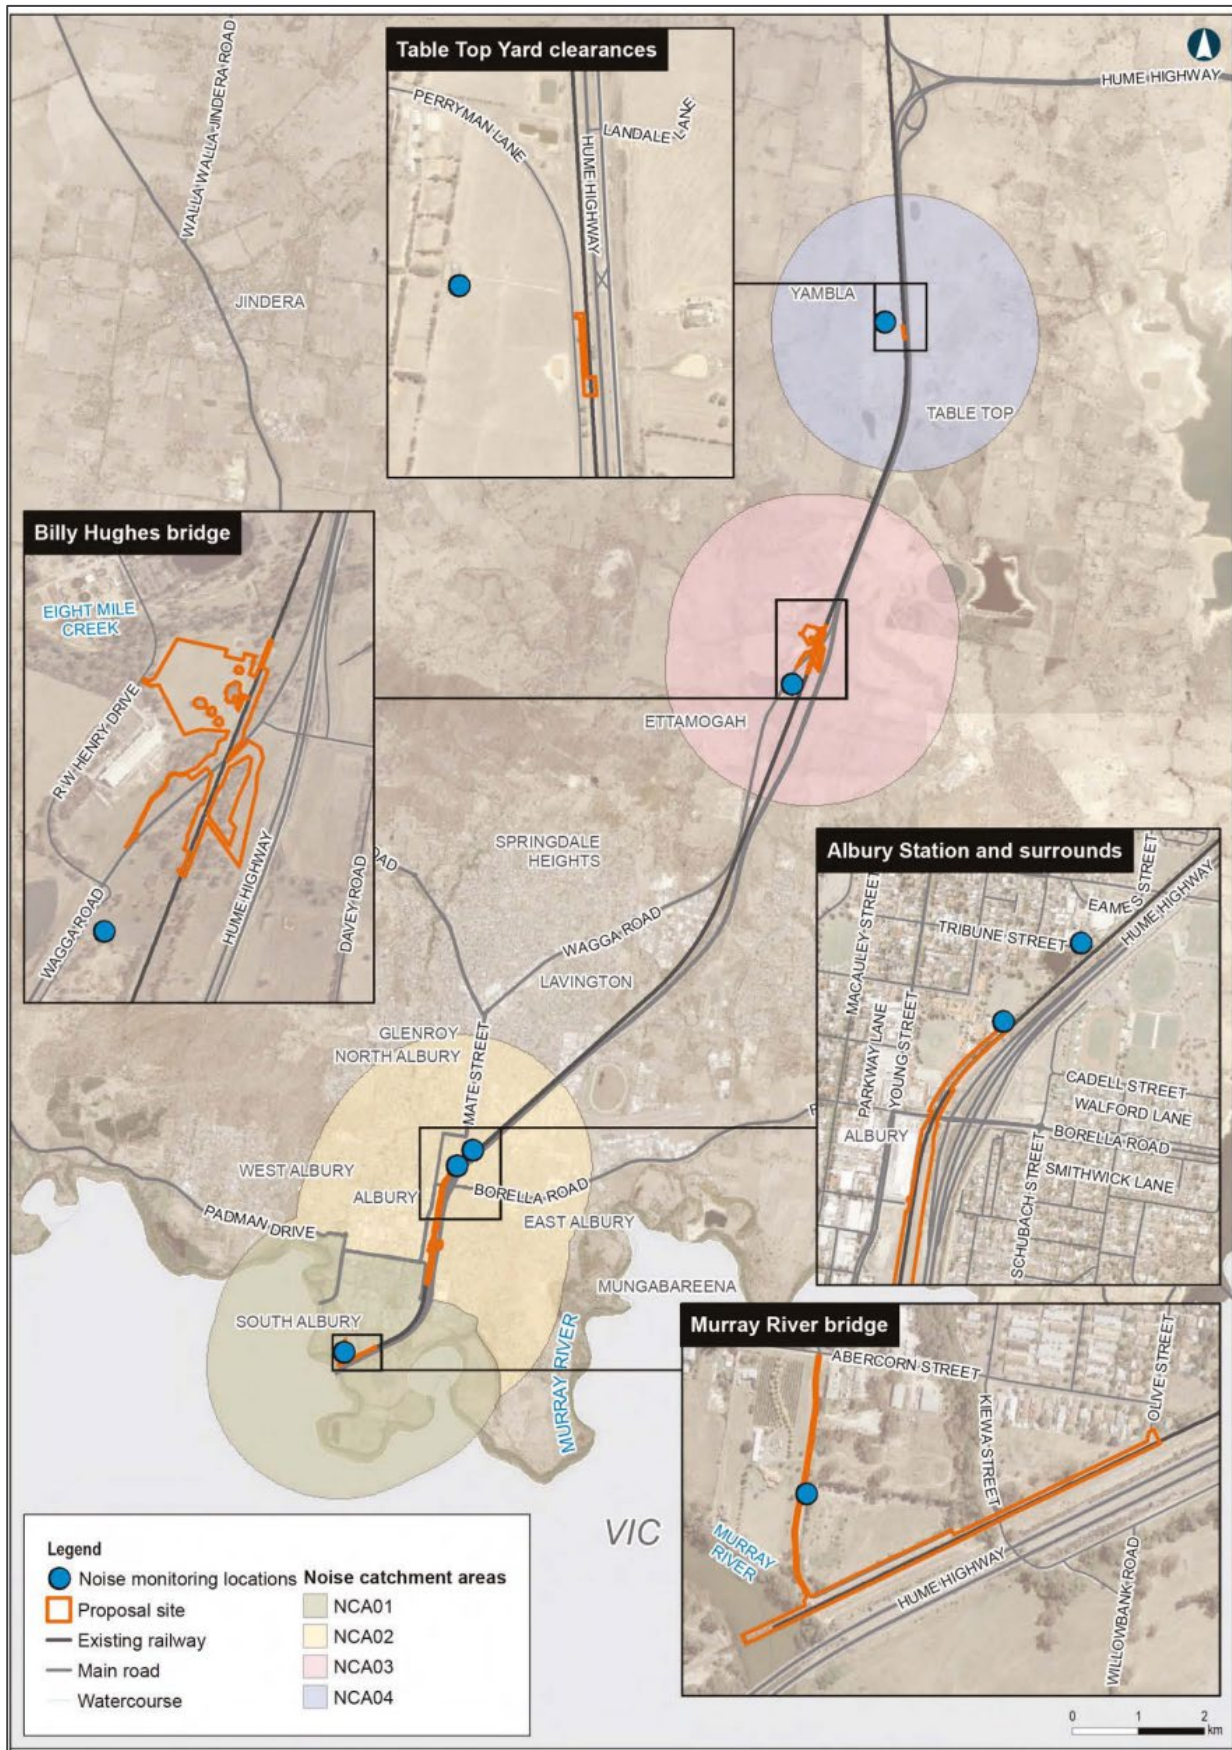 Table Top Yard clearances
PERRYMAN LANE
HUME HIGHWAY
LANDALE LANE
HUME HIGHWAY
WALLA WALLA JINDERA ROAD
JINDERA
YAMBLA
TABLE TOP
Billy Hughes bridge
EIGHT MILE
CREEK
R W HENRY DRIVE
WAGGA ROAD
HUME HIGHWAY
DAVEY ROAD
ETTAMOGAH
SPRINGDALE
HEIGHTS
WAGGA ROAD
LAVINGTON
GLENROY
NORTH ALBURY
MATE STREET
WEST ALBURY
ALBURY
BORELLA ROAD
EAST ALBURY
PADMAN DRIVE
MUNGABAREENA
SOUTH ALBURY
MURRAY RIVER
Albury Station and surrounds
EAMES STREET
HUME HIGHWAY
TRIBUNE STREET
MACAULEY STREET
PARKWAY LANE
YOUNG STREET
CADELL STREET
WALFORD LANE
ALBURY
BORELLA ROAD
SMITHWICK LANE
SCHUBACH STREET
Murray River bridge
ABERCORN STREET
OLIVE STREET
KIEWA STREET
MURRAY
RIVER
HUME HIGHWAY
WILLOWBANK ROAD
VIC
Legend
Noise monitoring locations
Proposal site
Existing railway
Main road
Watercourse
Noise catchment areas
NCA01
NCA02
NCA03
NCA04
0 1 2
km